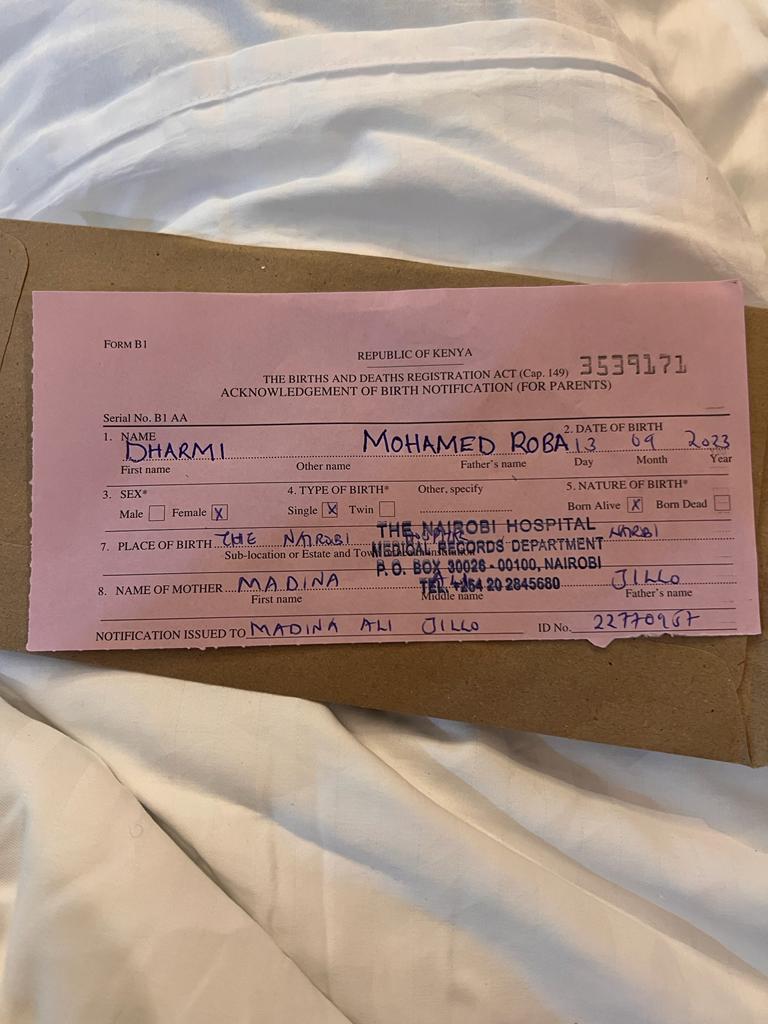 FORM B1
REPUBLIC OF KENYA
THE BIRTHS AND DEATHS REGISTRATION ACT (Cap. 149) 3539171
ACKNOWLEDGEMENT OF BIRTH NOTIFICATION (FOR PARENTS)
Serial No. B1 AA
1. NAME 2. DATE OF BIRTH
DHARMI MOHAMED ROBA 13 09 2023
First name Other name Father's name Day Month Year
3. SEX* 4. TYPE OF BIRTH* Other, specify 5. NATURE OF BIRTH*
Male Female X Single X Twin Born Alive X Born Dead
THE NAIROBI HOSPITAL
7. PLACE OF BIRTH THE NAIROBI
MEDICAL RECORDS DEPARTMENT
Sub-location or Estate and
P. O. BOX 30026 - 00100, NAIROBI
8. NAME OF MOTHER MADINA ALI JILLO
TEL. +254 20 2845680
First name Middle name Father's name
NOTIFICATION ISSUED TO MADINA ALI JILLO ID No. 22770967